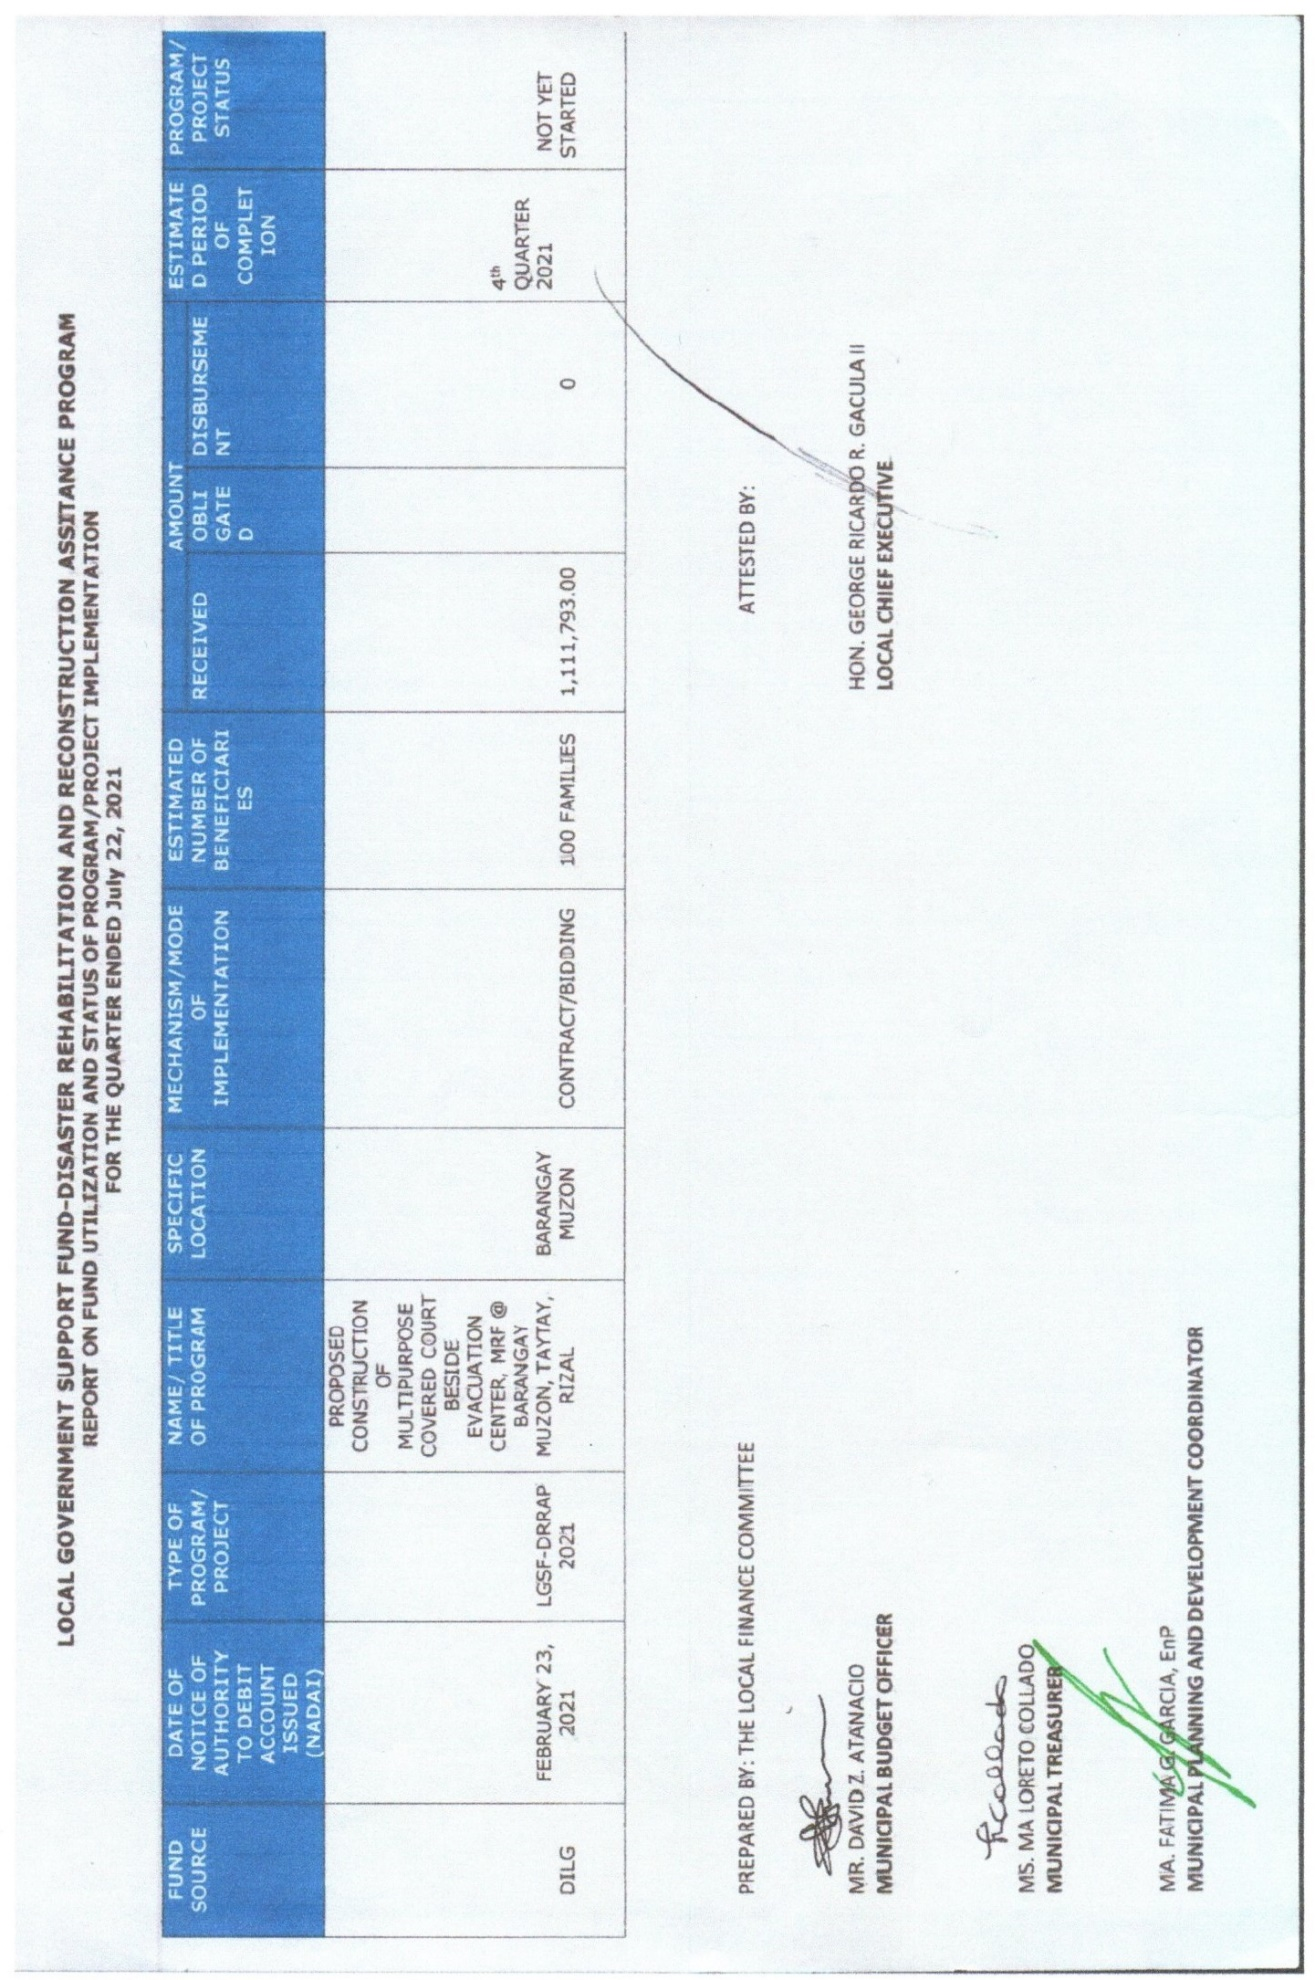 LOCAL GOVERNMENT SUPPORT FUND-DISASTER REHABILITATION AND RECONSTRUCTION ASSITANCE PROGRAM
REPORT ON FUND UTILIZATION AND STATUS OF PROGRAM/PROJECT IMPLEMENTATION
FOR THE QUARTER ENDED July 22, 2021
FUND
SOURCE
DATE OF
NOTICE OF
AUTHORITY
TO DEBIT
ACCOUNT
ISSUED
(NADAI)
TYPE OF
PROGRAM/
PROJECT
NAME/ TITLE
OF PROGRAM
SPECIFIC
LOCATION
MECHANISM/MODE
OF
IMPLEMENTATION
ESTIMATED
NUMBER OF
BENEFICIARI
ES
AMOUNT
RECEIVED
OBLI
GATE
D
DISBURSEME
NT
ESTIMATE
D PERIOD
OF
COMPLET
ION
PROGRAM/
PROJECT
STATUS
DILG
FEBRUARY 23,
2021
LGSF-DRRAP
2021
PROPOSED
CONSTRUCTION
OF
MULTIPURPOSE
COVERED COURT
BESIDE
EVACUATION
CENTER, MRF @
BARANGAY
MUZON, TAYTAY,
RIZAL
BARANGAY
MUZON
CONTRACT/BIDDING
100 FAMILIES
1,111,793.00
0
4th
QUARTER
2021
NOT YET
STARTED
PREPARED BY: THE LOCAL FINANCE COMMITTEE
MR. DAVID Z. ATANACIO
MUNICIPAL BUDGET OFFICER
MS. MA LORETO COLLADO
MUNICIPAL TREASURER
MA. FATIMA G. GARCIA, EnP
MUNICIPAL PLANNING AND DEVELOPMENT COORDINATOR
ATTESTED BY:
HON. GEORGE RICARDO R. GACULA II
LOCAL CHIEF EXECUTIVE